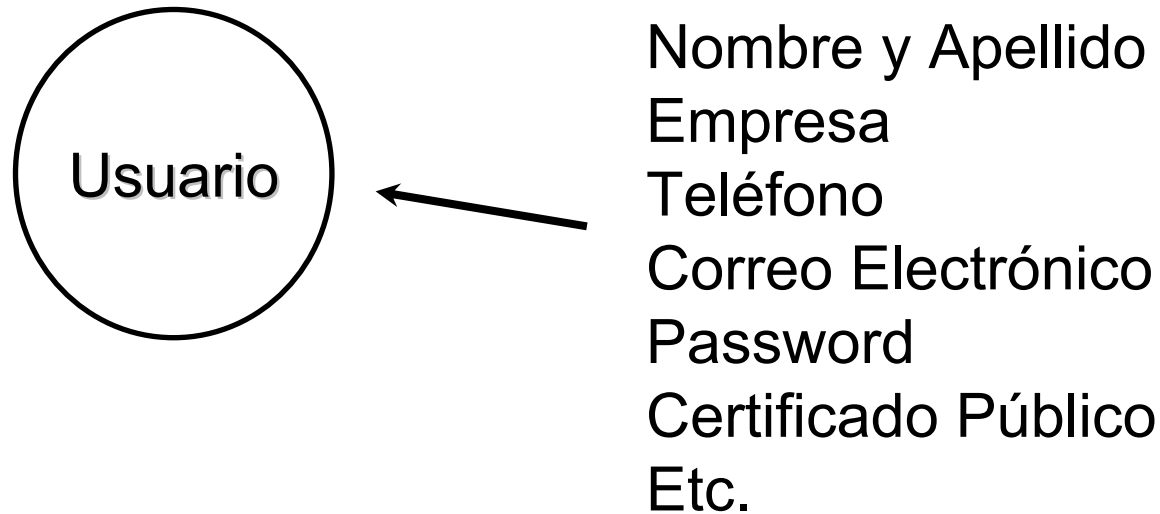 Usuario
Nombre y Apellido
Empresa
Teléfono
Correo Electrónico
Password
Certificado Público
Etc.